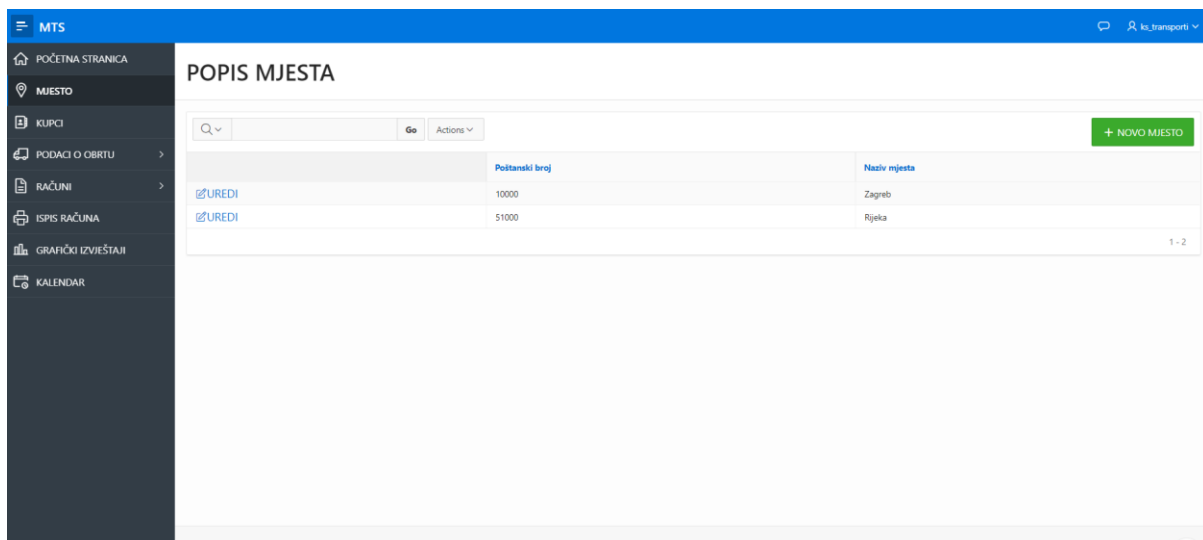 MTS
ks_transporti
POČETNA STRANICA
MJESTO
KUPCI
PODACI O OBRTU
RAČUNI
ISPIS RAČUNA
GRAFIČKI IZVJEŠTAJI
KALENDAR
POPIS MJESTA
Go Actions
+ NOVO MJESTO
Poštanski broj Naziv mjesta
UREDI 10000 Zagreb
UREDI 51000 Rijeka
1 - 2